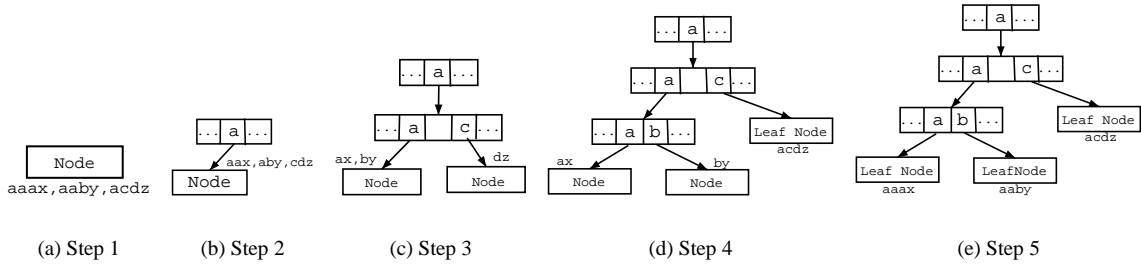 Node
aaax,aaby,acdz
(a) Step 1
... a ...
aax,aby,cdz
Node
(b) Step 2
... a ...
... a c ...
ax,by
dz
Node
Node
(c) Step 3
... a ...
... a c ...
... a b ...
Leaf Node
acdz
ax
by
Node
Node
(d) Step 4
... a ...
... a c ...
... a b ...
Leaf Node
acdz
Leaf Node
aaax
LeafNode
aaby
(e) Step 5